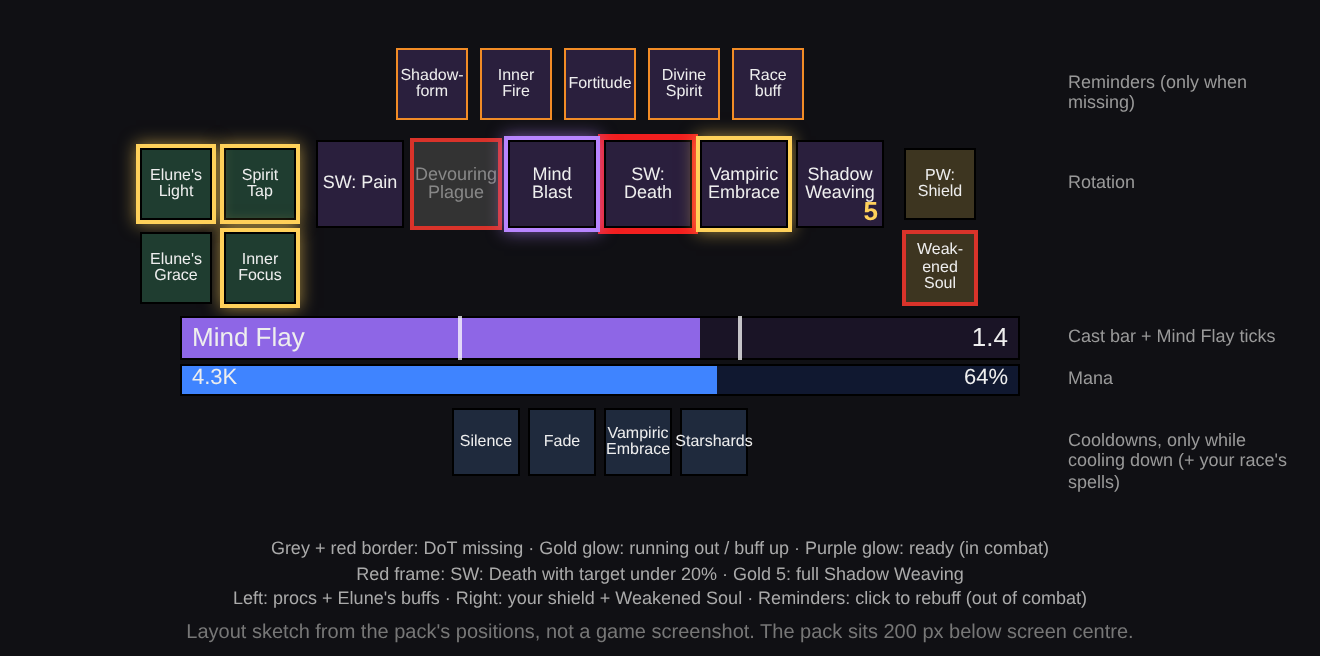 Shadow-
form
Inner
Fire
Fortitude
Divine
Spirit
Race
buff
Reminders (only when
missing)
Elune's
Light
Spirit
Tap
SW: Pain
Devouring
Plague
Mind
Blast
SW:
Death
Vampiric
Embrace
Shadow
Weaving
5
PW:
Shield
Rotation
Elune's
Grace
Inner
Focus
Weak-
ened
Soul
Mind Flay
1.4
Cast bar + Mind Flay ticks
4.3K
64%
Mana
Silence
Fade
Vampiric
Embrace
Starshards
Cooldowns, only while
cooling down (+ your race's
spells)
Grey + red border: DoT missing · Gold glow: running out / buff up · Purple glow: ready (in combat)
Red frame: SW: Death with target under 20% · Gold 5: full Shadow Weaving
Left: procs + Elune's buffs · Right: your shield + Weakened Soul · Reminders: click to rebuff (out of combat)
Layout sketch from the pack's positions, not a game screenshot. The pack sits 200 px below screen centre.